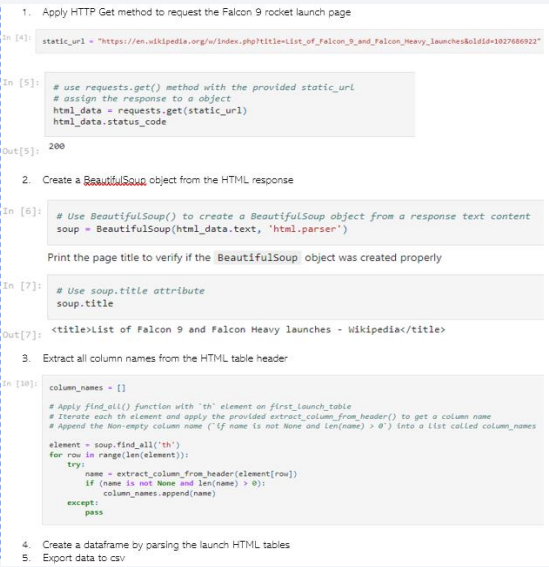 1. Apply HTTP Get method to request the Falcon 9 rocket launch page
In [4]: static_url = "https://en.wikipedia.org/w/index.php?title=List_of_Falcon_9_and_Falcon_Heavy_launches&oldid=1027686922"
In [5]: # use requests.get() method with the provided static_url
# assign the response to a object
html_data = requests.get(static_url)
html_data.status_code
Out[5]: 200
2. Create a BeautifulSoup object from the HTML response
In [6]: # Use BeautifulSoup() to create a BeautifulSoup object from a response text content
soup = BeautifulSoup(html_data.text, 'html.parser')
Print the page title to verify if the BeautifulSoup object was created properly
In [7]: # Use soup.title attribute
soup.title
Out[7]: <title>List of Falcon 9 and Falcon Heavy launches - Wikipedia</title>
3. Extract all column names from the HTML table header
In [10]: column_names = []
# Apply find_all() function with `th` element on first_launch_table
# Iterate each th element and apply the provided extract_column_from_header() to get a column name
# Append the Non-empty column name (`if name is not None and len(name) > 0`) into a list called column_names
element = soup.find_all('th')
for row in range(len(element)):
try:
name = extract_column_from_header(element[row])
if (name is not None and len(name) > 0):
column_names.append(name)
except:
pass
4. Create a dataframe by parsing the launch HTML tables
5. Export data to csv